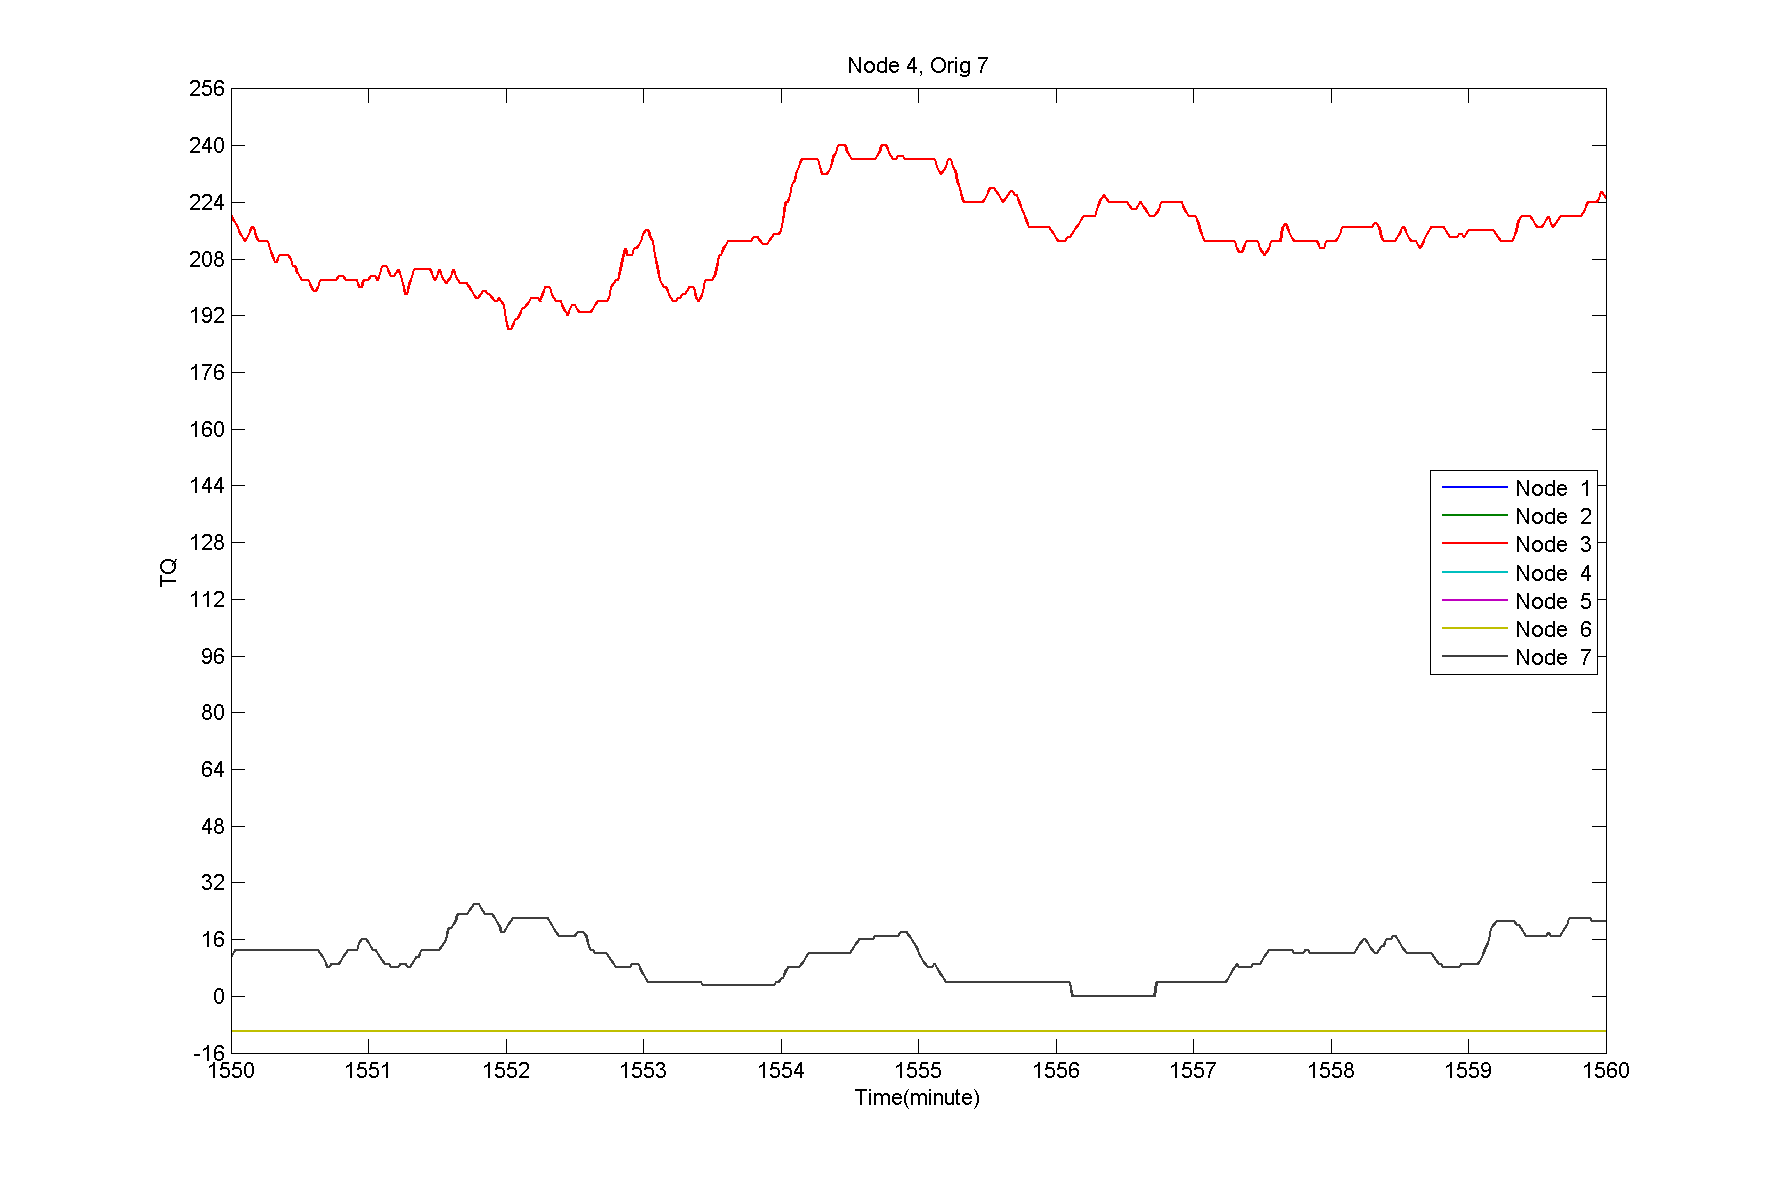 Node 4, Orig 7
256
240
224
208
192
176
160
144
128
112
96
80
64
48
32
16
0
-16
TQ
Node 1
Node 2
Node 3
Node 4
Node 5
Node 6
Node 7
1550 1551 1552 1553 1554 1555 1556 1557 1558 1559 1560
Time(minute)